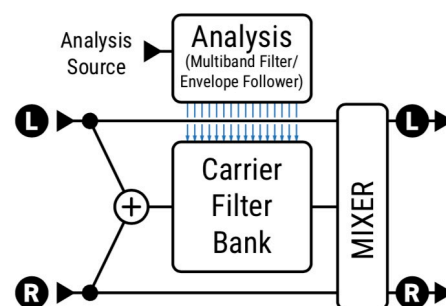 Analysis
Source
Analysis
(Multiband Filter/
Envelope Follower)
L
L
Carrier
Filter
Bank
MIXER
R
R